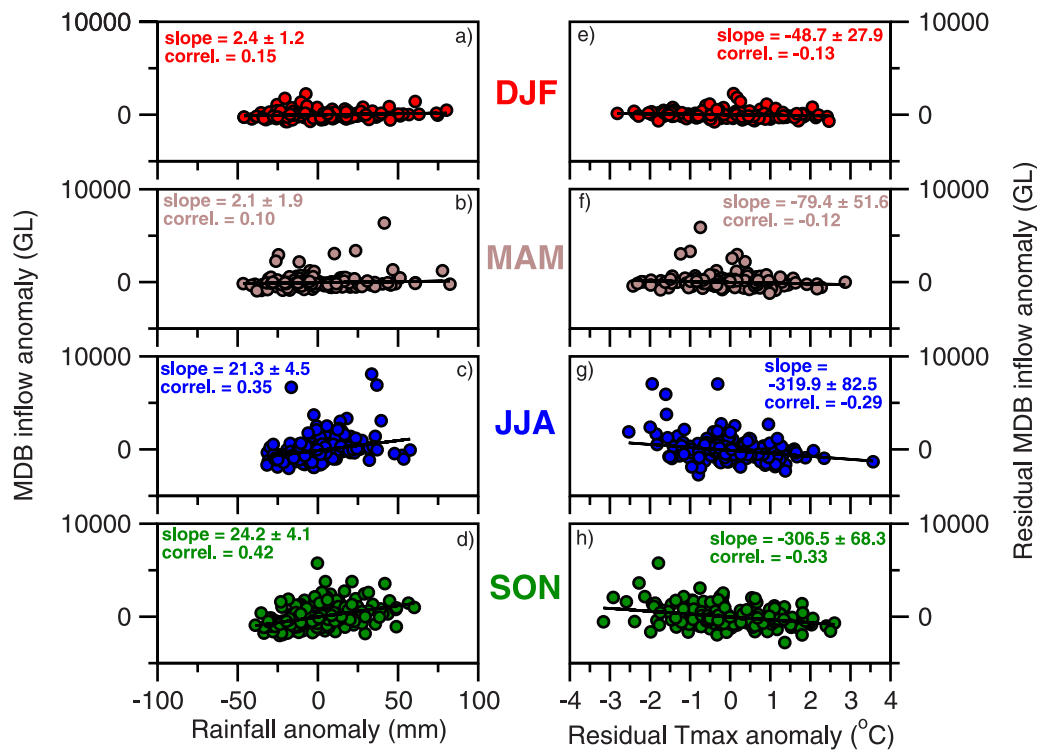 10000
a)
slope = 2.4 ± 1.2
correl. = 0.15
0
DJF
e)
slope = -48.7 ± 27.9
correl. = -0.13
10000
0
10000
slope = 2.1 ± 1.9
correl. = 0.10
b)
0
MAM
f)
slope = -79.4 ± 51.6
correl. = -0.12
10000
0
10000
slope = 21.3 ± 4.5
correl. = 0.35
c)
0
JJA
g)
slope =
-319.9 ± 82.5
correl. = -0.29
10000
0
10000
slope = 24.2 ± 4.1
correl. = 0.42
d)
0
SON
h)
slope = -306.5 ± 68.3
correl. = -0.33
10000
0
-100 -50 0 50 100
-4 -3 -2 -1 0 1 2 3 4
Rainfall anomaly (mm)
Residual Tmax anomaly (°C)
MDB inflow anomaly (GL)
Residual MDB inflow anomaly (GL)